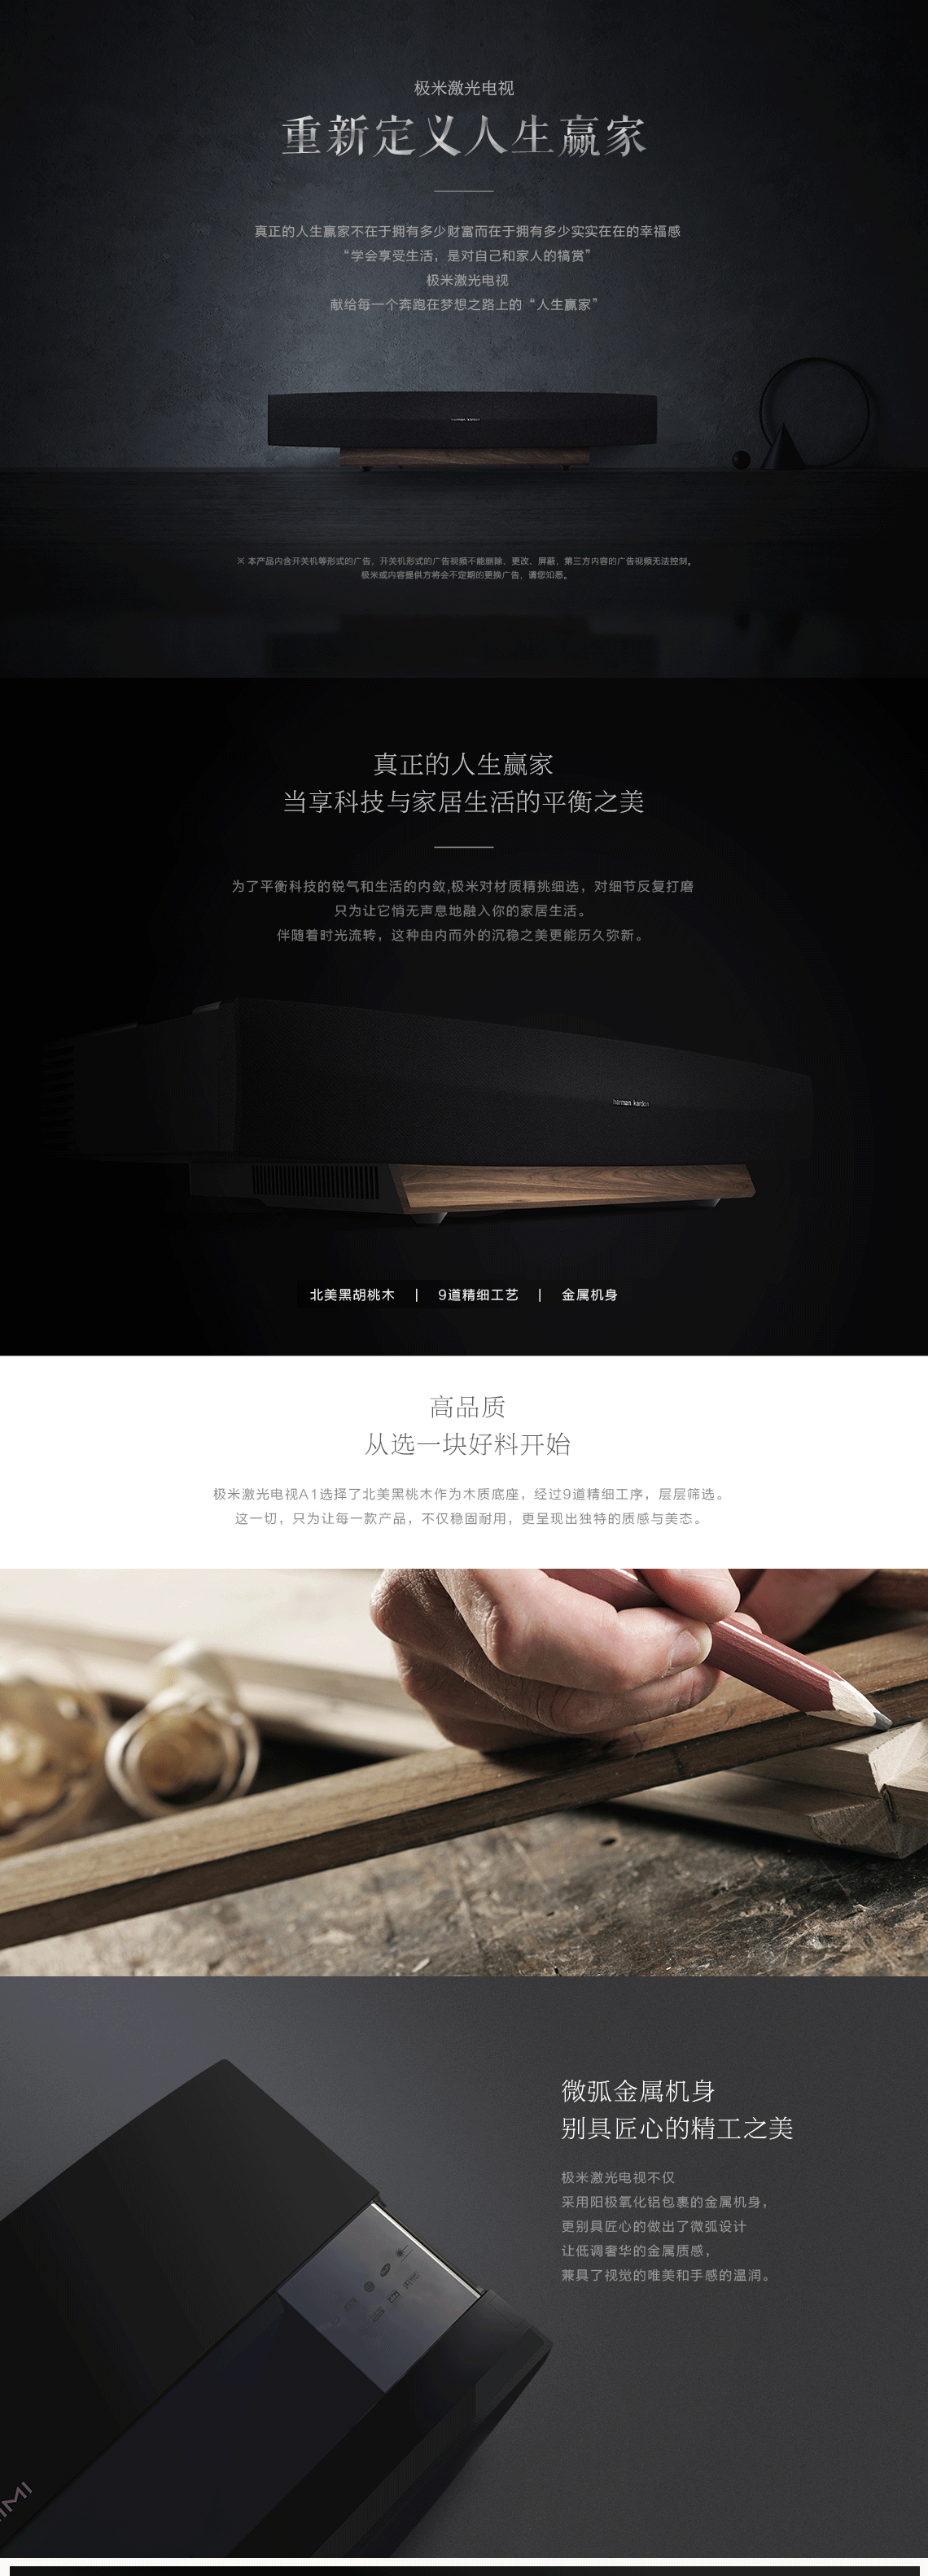 极米激光电视
重新定义人生赢家
真正的人生赢家不在于拥有多少财富而在于拥有多少实实在在的幸福感
“学会享受生活，是对自己和家人的犒赏”
极米激光电视
献给每一个奔跑在梦想之路上的“人生赢家”
harman kardon
※ 本产品内含开关机等形式的广告，开关机形式的广告视频不能删除、更改、屏蔽，第三方内容的广告视频无法控制。
极米或内容提供方将会不定期的更换广告，请您知悉。
真正的人生赢家
当享科技与家居生活的平衡之美
为了平衡科技的锐气和生活的内敛,极米对材质精挑细选，对细节反复打磨
只为让它悄无声息地融入你的家居生活。
伴随着时光流转，这种由内而外的沉稳之美更能历久弥新。
harman kardon
北美黑胡桃木 | 9道精细工艺 | 金属机身
高品质
从选一块好料开始
极米激光电视A1选择了北美黑桃木作为木质底座，经过9道精细工序，层层筛选。
这一切，只为让每一款产品，不仅稳固耐用，更呈现出独特的质感与美态。
微弧金属机身
别具匠心的精工之美
极米激光电视不仅
采用阳极氧化铝包裹的金属机身，
更别具匠心的做出了微弧设计
让低调奢华的金属质感，
兼具了视觉的唯美和手感的温润。